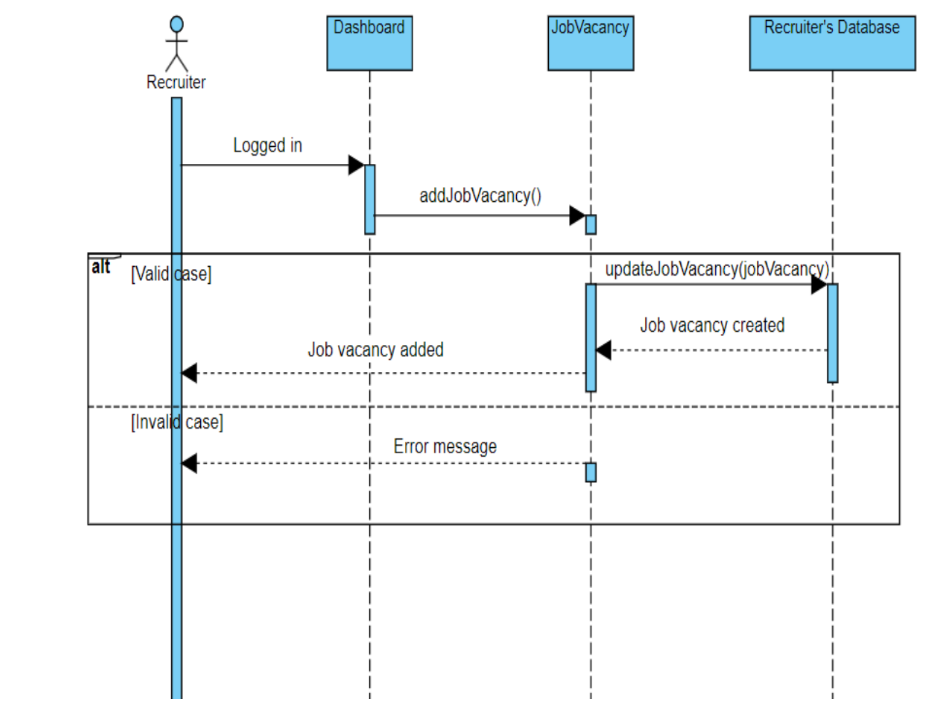 Dashboard
JobVacancy
Recruiter's Database
Recruiter
Logged in
addJobVacancy()
alt
[Valid case]
updateJobVacancy(jobVacancy)
Job vacancy created
Job vacancy added
[Invalid case]
Error message